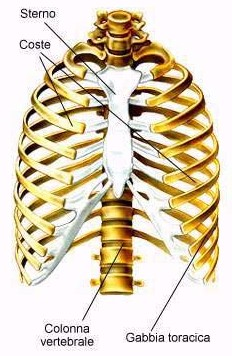 Sterno
Coste
Colonna
vertebrale
Gabbia toracica